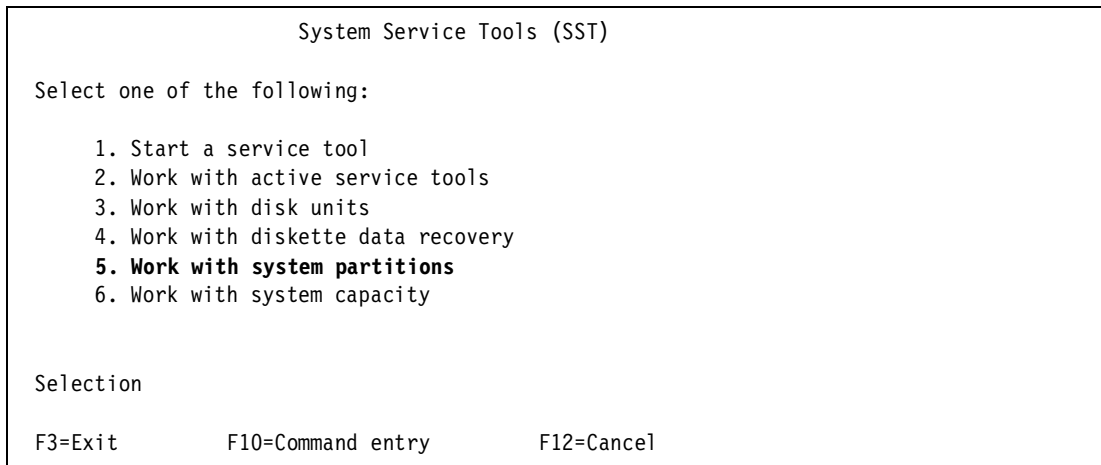 System Service Tools (SST)
Select one of the following:
1. Start a service tool
2. Work with active service tools
3. Work with disk units
4. Work with diskette data recovery
5. Work with system partitions
6. Work with system capacity
Selection
F3=Exit F10=Command entry F12=Cancel